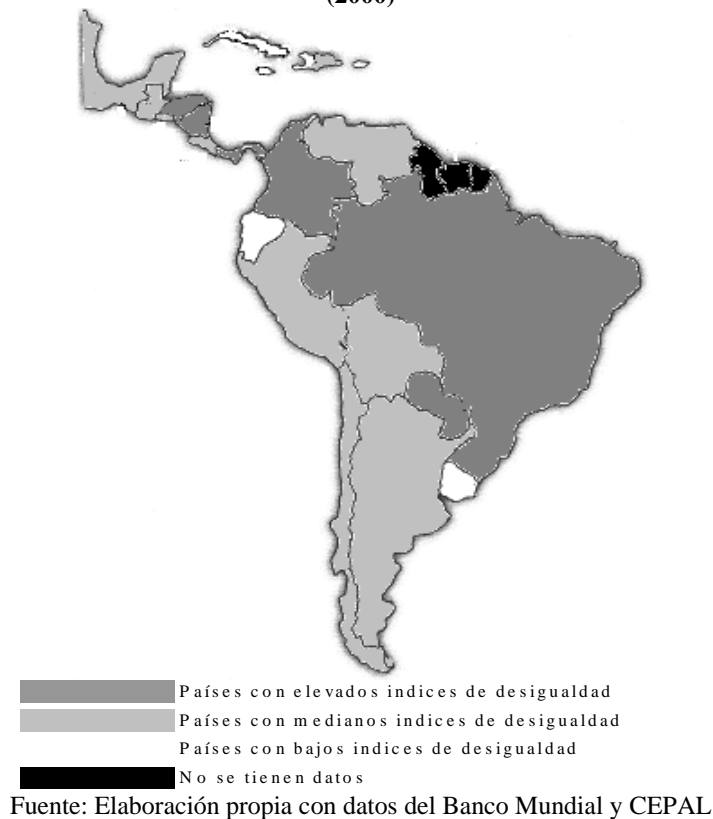 (2000)
Países con elevados indices de desigualdad
Países con medianos indices de desigualdad
Países con bajos indices de desigualdad
No se tienen datos
Fuente: Elaboración propia con datos del Banco Mundial y CEPAL